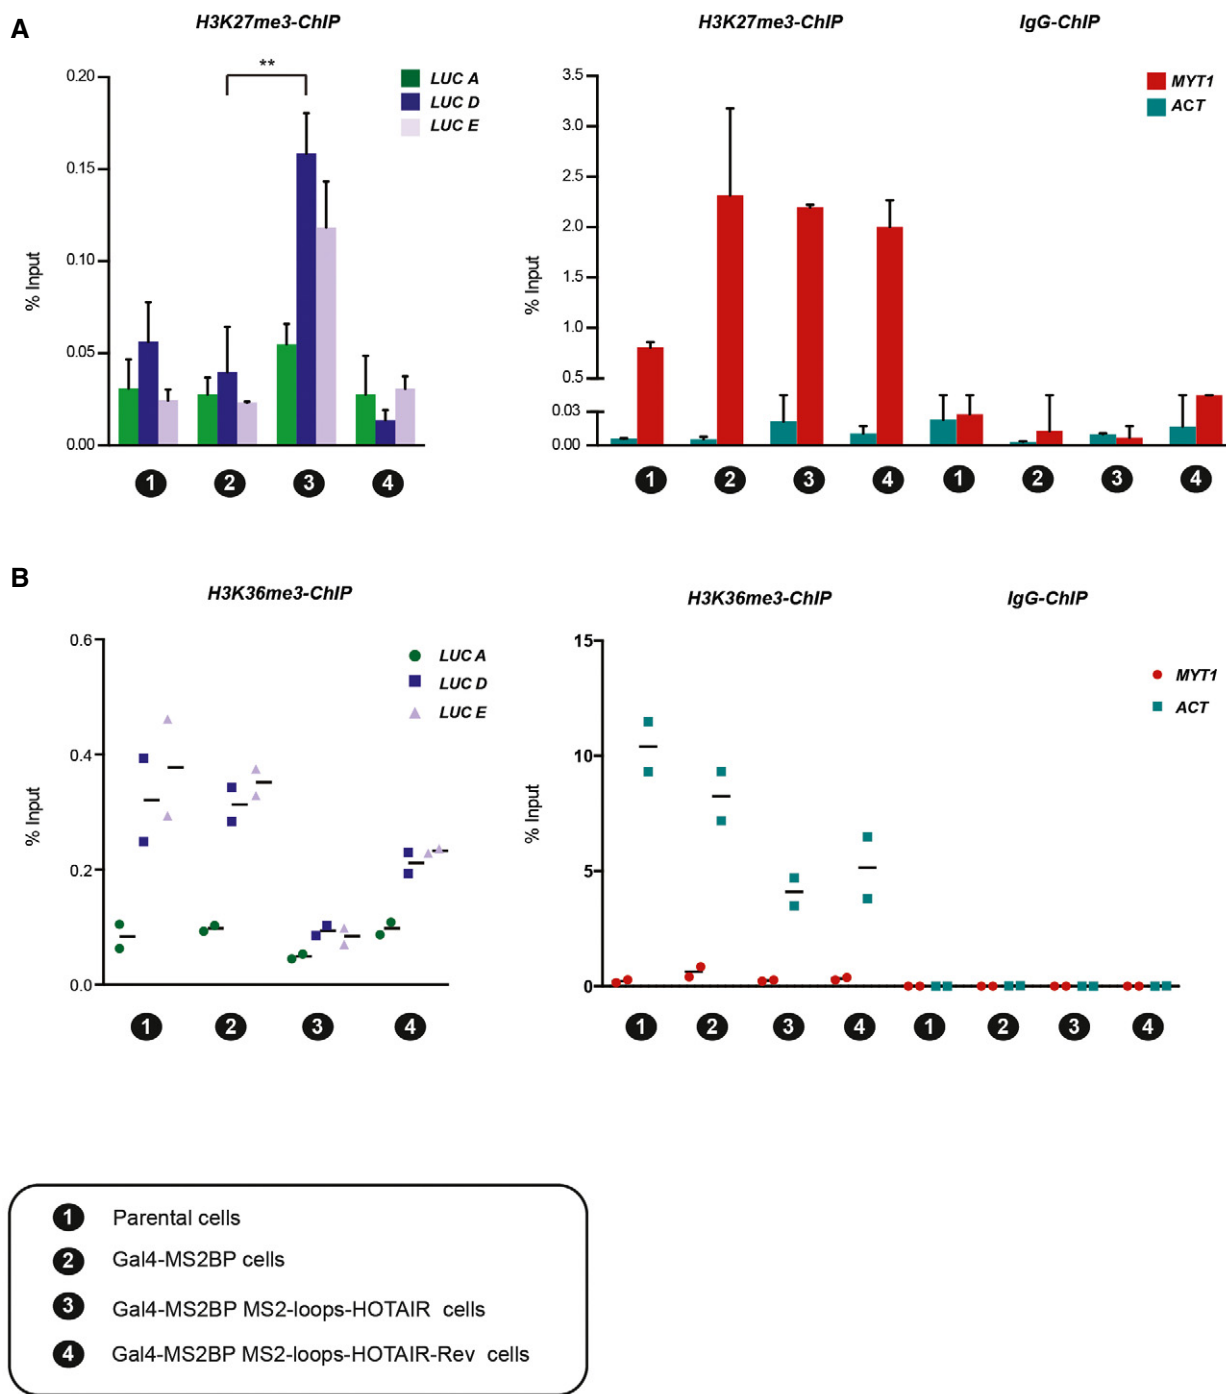 A
H3K27me3-ChIP
LUC A
LUC D
LUC E
**
% Input
0.20
0.15
0.10
0.05
0.00
1 2 3 4
H3K27me3-ChIP IgG-ChIP
MYT1
ACT
% Input
3.5
3.0
2.5
2.0
1.5
1.0
0.5
0.03
0.00
1 2 3 4 1 2 3 4
B
H3K36me3-ChIP
LUC A
LUC D
LUC E
% Input
0.6
0.4
0.2
0.0
1 2 3 4
H3K36me3-ChIP IgG-ChIP
MYT1
ACT
% Input
15
10
5
0
1 2 3 4 1 2 3 4
1 Parental cells
2 Gal4-MS2BP cells
3 Gal4-MS2BP MS2-loops-HOTAIR cells
4 Gal4-MS2BP MS2-loops-HOTAIR-Rev cells